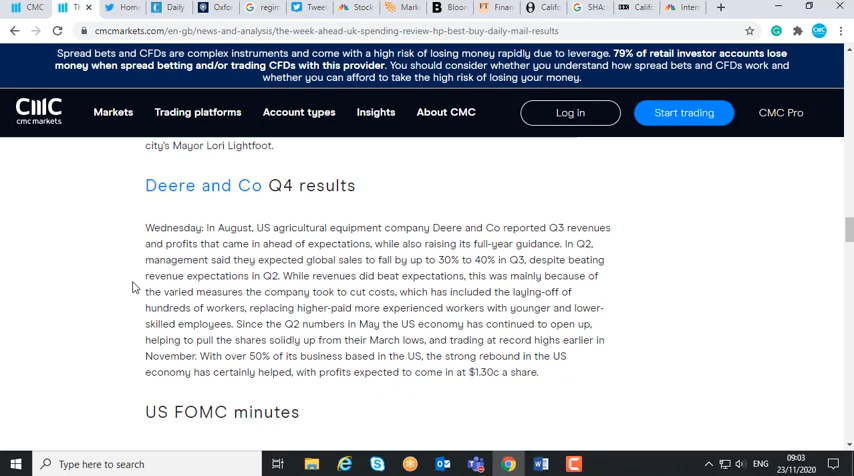 CMC
Th
Home
Daily
Oxfo
regim
Tweet
Stock
Mark
Bloom
Finan
Califo
SHA
Califo
Intern
cmcmarkets.com/en-gb/news-and-analysis/the-week-ahead-uk-spending-review-hp-best-buy-daily-mail-results
Spread bets and CFDs are complex instruments and come with a high risk of losing money rapidly due to leverage. 79% of retail investor accounts lose
money when spread betting and/or trading CFDs with this provider. You should consider whether you understand how spread bets and CFDs work and
whether you can afford to take the high risk of losing your money.
cmc markets
Markets Trading platforms Account types Insights About CMC Log in Start trading CMC Pro
city's Mayor Lori Lightfoot.
Deere and Co Q4 results
Wednesday: In August, US agricultural equipment company Deere and Co reported Q3 revenues
and profits that came in ahead of expectations, while also raising its full-year guidance. In Q2,
management said they expected global sales to fall by up to 30% to 40% in Q3, despite beating
revenue expectations in Q2. While revenues did beat expectations, this was mainly because of
the varied measures the company took to cut costs, which has included the laying-off of
hundreds of workers, replacing higher-paid more experienced workers with younger and lower-
skilled employees. Since the Q2 numbers in May the US economy has continued to open up,
helping to pull the shares solidly up from their March lows, and trading at record highs earlier in
November. With over 50% of its business based in the US, the strong rebound in the US
economy has certainly helped, with profits expected to come in at $1.30c a share.
US FOMC minutes
Type here to search
ENG
09:03
23/11/2020